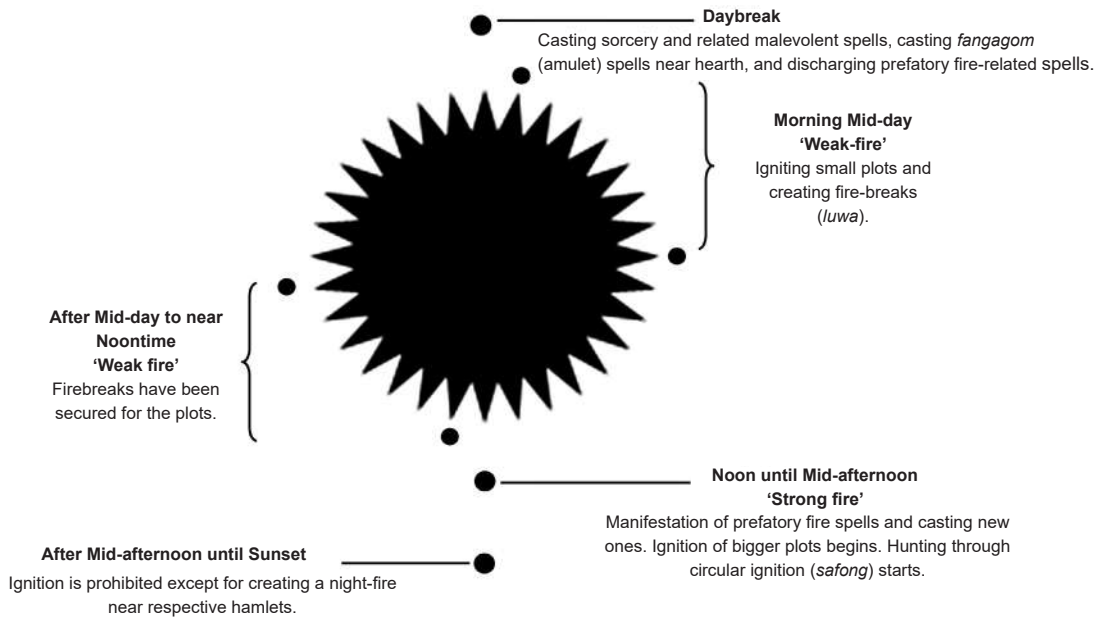 Daybreak
Casting sorcery and related malevolent spells, casting fangagom
(amulet) spells near hearth, and discharging prefatory fire-related spells.
Morning Mid-day
‘Weak-fire’
Igniting small plots and
creating fire-breaks
(luwa).
After Mid-day to near
Noontime
‘Weak fire’
Firebreaks have been
secured for the plots.
Noon until Mid-afternoon
‘Strong fire’
Manifestation of prefatory fire spells and casting new
ones. Ignition of bigger plots begins. Hunting through
circular ignition (safong) starts.
After Mid-afternoon until Sunset
Ignition is prohibited except for creating a night-fire
near respective hamlets.